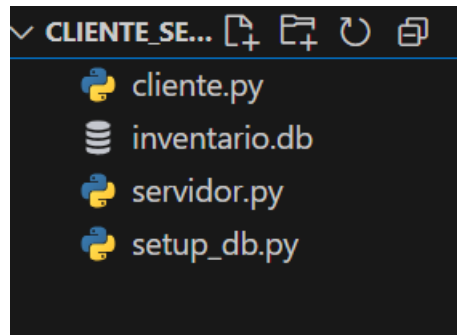 CLIENTE_SE...
cliente.py
inventario.db
servidor.py
setup_db.py